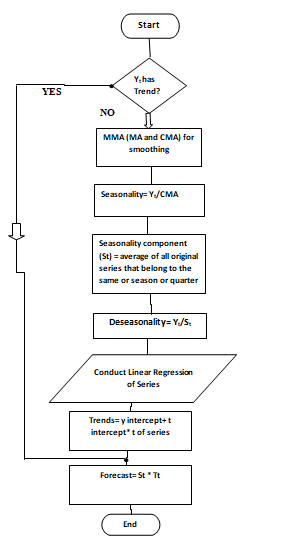 Start
Yt has
Trend?
YES
NO
MMA (MA and CMA) for
smoothing
Seasonality= Yt/CMA
Seasonality component
(St) = average of all original
series that belong to the
same or season or quarter
Deseasonality= Yt/St
Conduct Linear Regression
of Series
Trends= y intercept+ t
intercept* t of series
Forecast= St * Tt
End